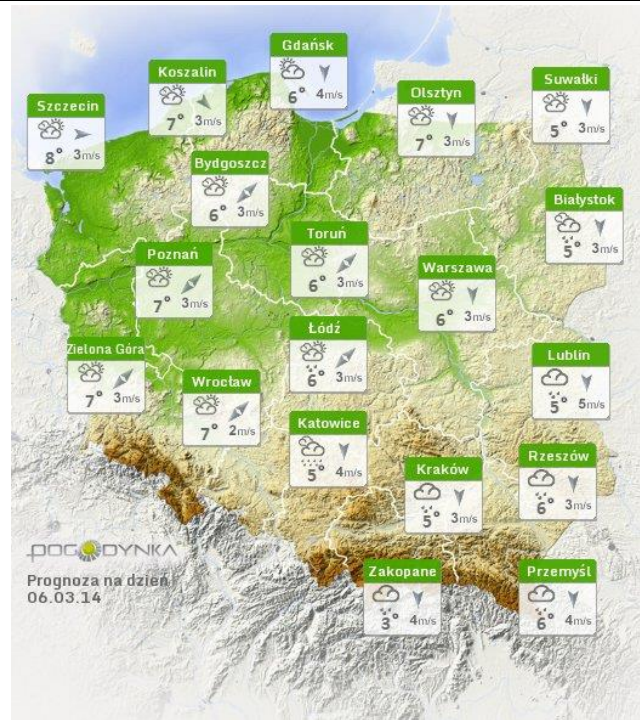 Gdańsk
6° 4m/s
Koszalin
7° 3m/s
Suwałki
5° 3m/s
Olsztyn
7° 3m/s
Szczecin
8° 3m/s
Bydgoszcz
6° 3m/s
Białystok
5° 3m/s
Toruń
6° 3m/s
Poznań
7° 3m/s
Warszawa
6° 3m/s
Łódź
6° 3m/s
Zielona Góra
7° 3m/s
Lublin
5° 5m/s
Wrocław
7° 2m/s
Katowice
5° 4m/s
Rzeszów
6° 3m/s
Kraków
5° 3m/s
POGODYNKA
Prognoza na dzień
06.03.14
Zakopane
3° 4m/s
Przemyśl
6° 4m/s